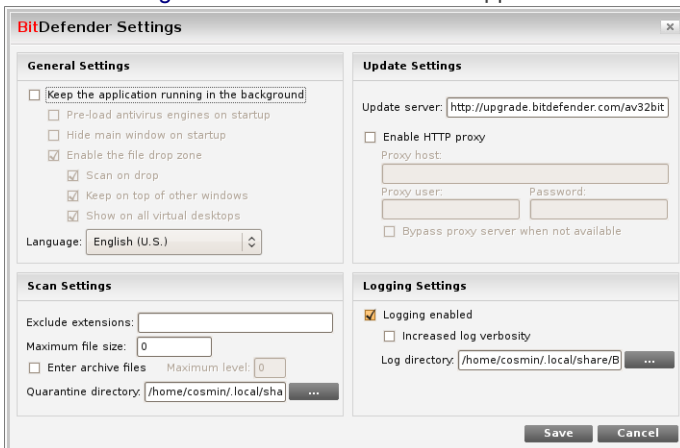 BitDefender Settings
General Settings
Keep the application running in the background
Pre-load antivirus engines on startup
Hide main window on startup
Enable the file drop zone
Scan on drop
Keep on top of other windows
Show on all virtual desktops
Language: English (U.S.)
Update Settings
Update server: http://upgrade.bitdefender.com/av32bit
Enable HTTP proxy
Proxy host:
Proxy user: Password:
Bypass proxy server when not available
Scan Settings
Exclude extensions:
Maximum file size: 0
Enter archive files Maximum level: 0
Quarantine directory: /home/cosmin/.local/sha ...
Logging Settings
Logging enabled
Increased log verbosity
Log directory: /home/cosmin/.local/share/B ...
Save Cancel